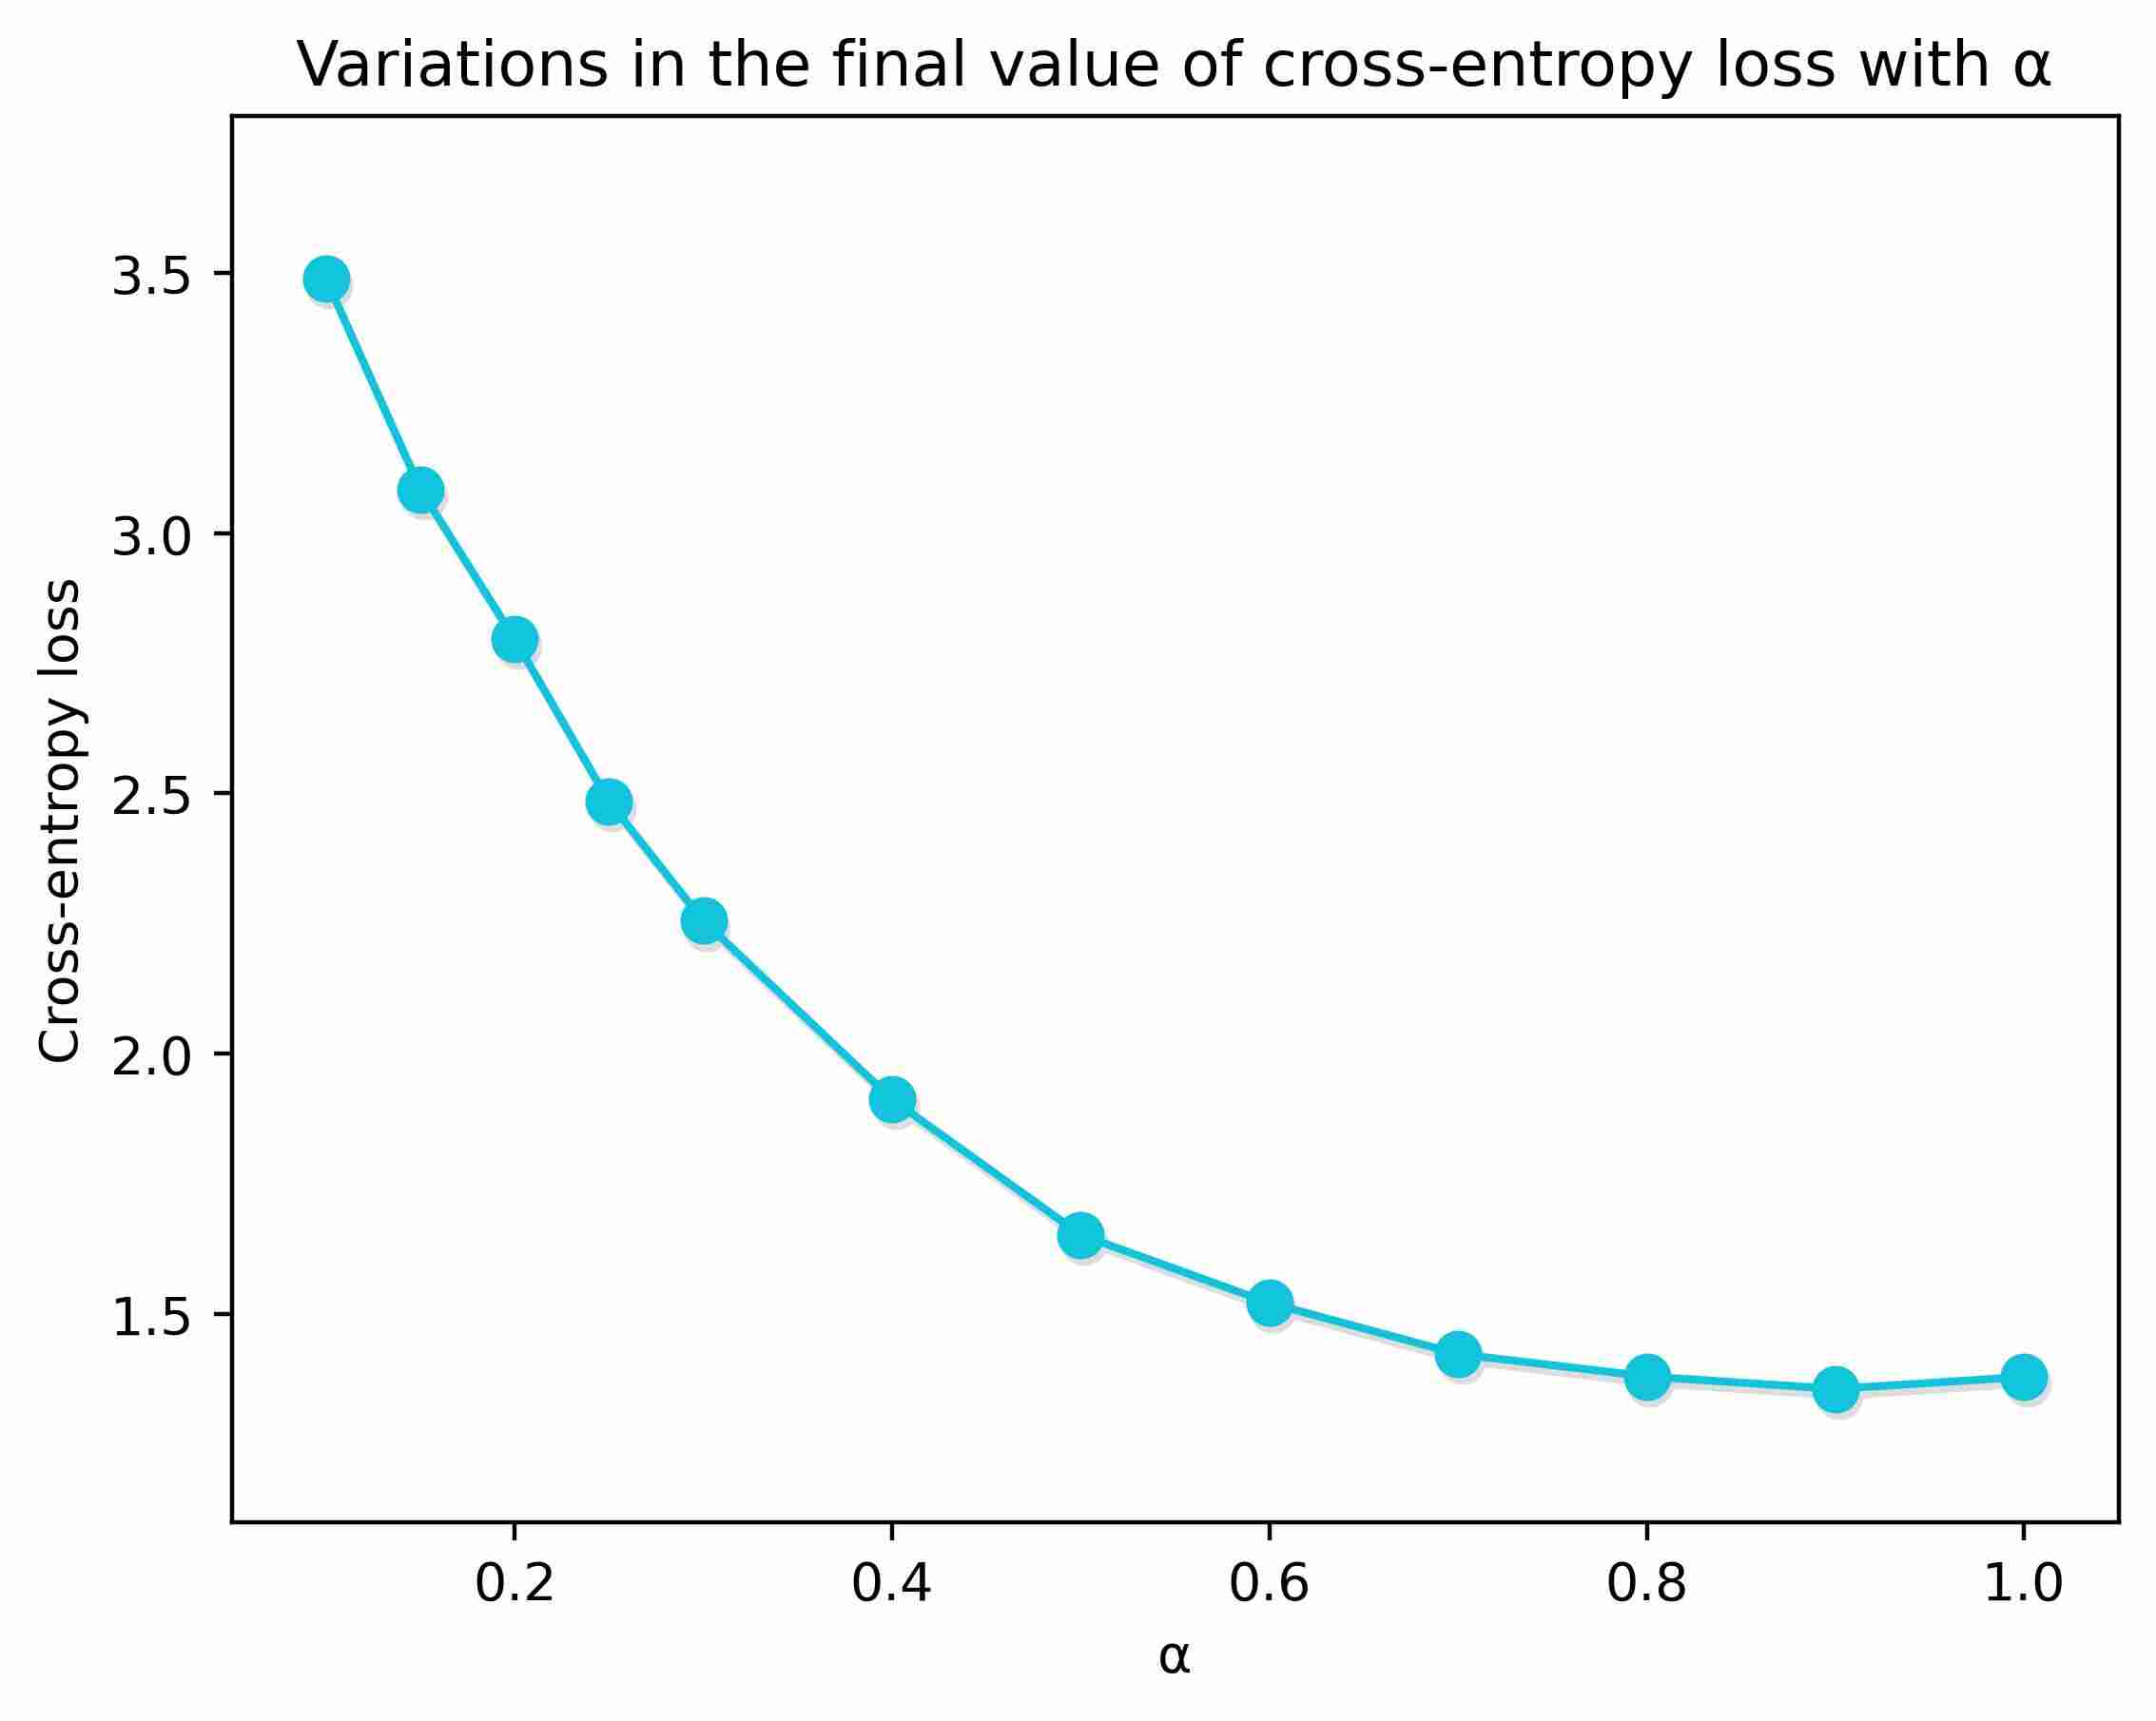 Variations in the final value of cross-entropy loss with α
Cross-entropy loss
3.5
3.0
2.5
2.0
1.5
0.2 0.4 0.6 0.8 1.0
α